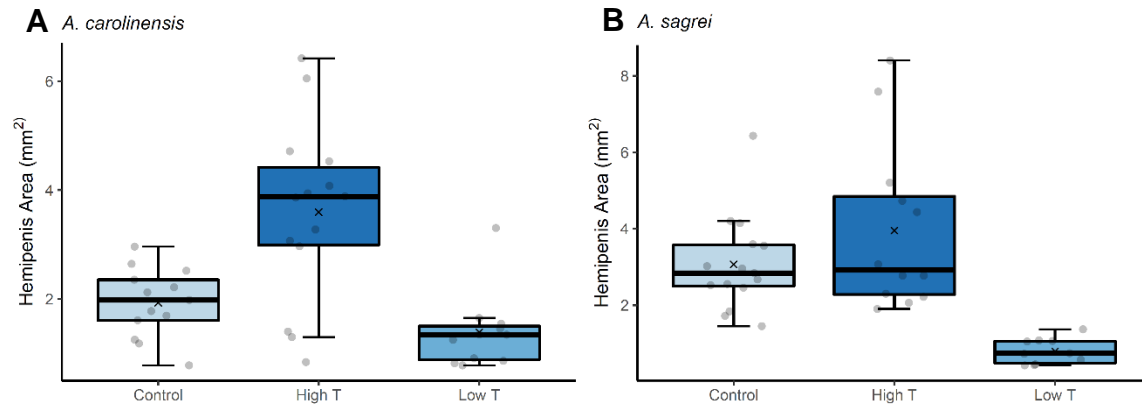 A A. carolinensis
Hemipenis Area (mm²)
6
4
2
Control High T Low T
B A. sagrei
Hemipenis Area (mm²)
8
6
4
2
Control High T Low T